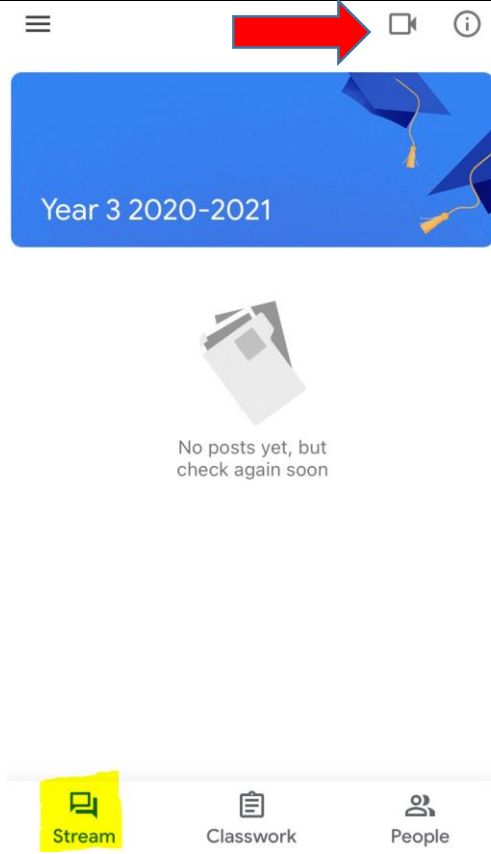 Year 3 2020-2021
No posts yet, but
check again soon
Stream
Classwork
People